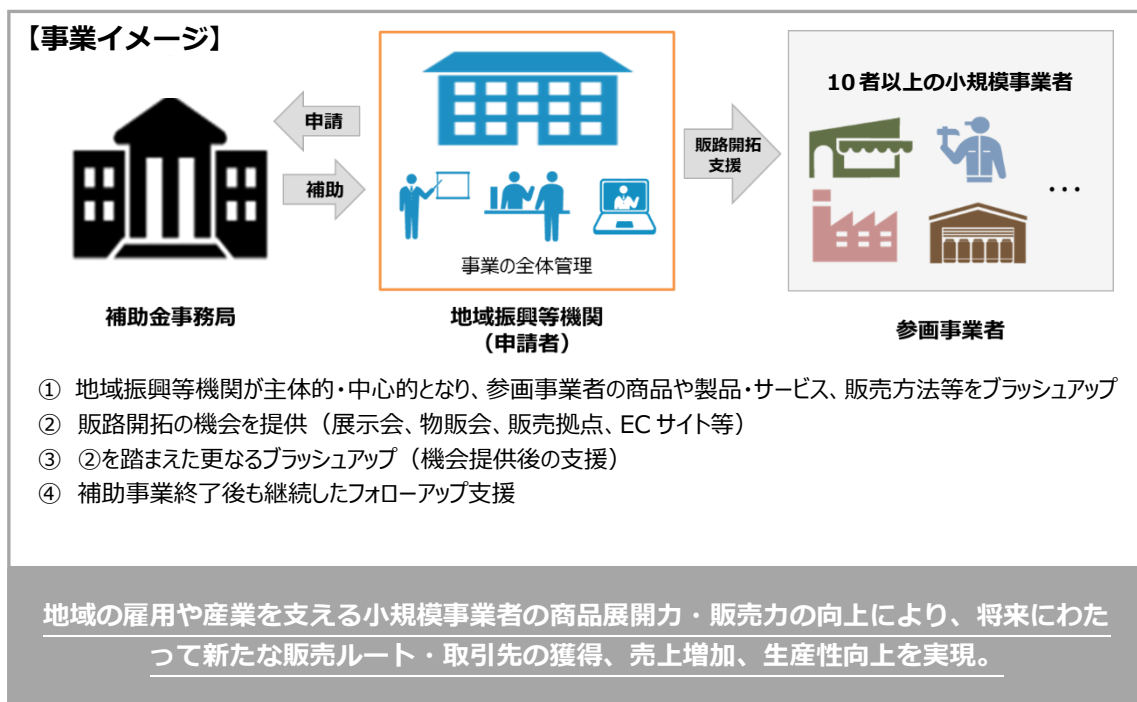 【事業イメージ】
申請
補助
補助金事務局
事業の全体管理
地域振興等機関
（申請者）
販路開拓
支援
10者以上の小規模事業者
…
参画事業者
① 地域振興等機関が主体的・中心的となり、参画事業者の商品や製品・サービス、販売方法等をブラッシュアップ
② 販路開拓の機会を提供（展示会、物販会、販売拠点、ECサイト等）
③ ②を踏まえた更なるブラッシュアップ（機会提供後の支援）
④ 補助事業終了後も継続したフォローアップ支援
地域の雇用や産業を支える小規模事業者の商品展開力・販売力の向上により、将来にわた
って新たな販売ルート・取引先の獲得、売上増加、生産性向上を実現。